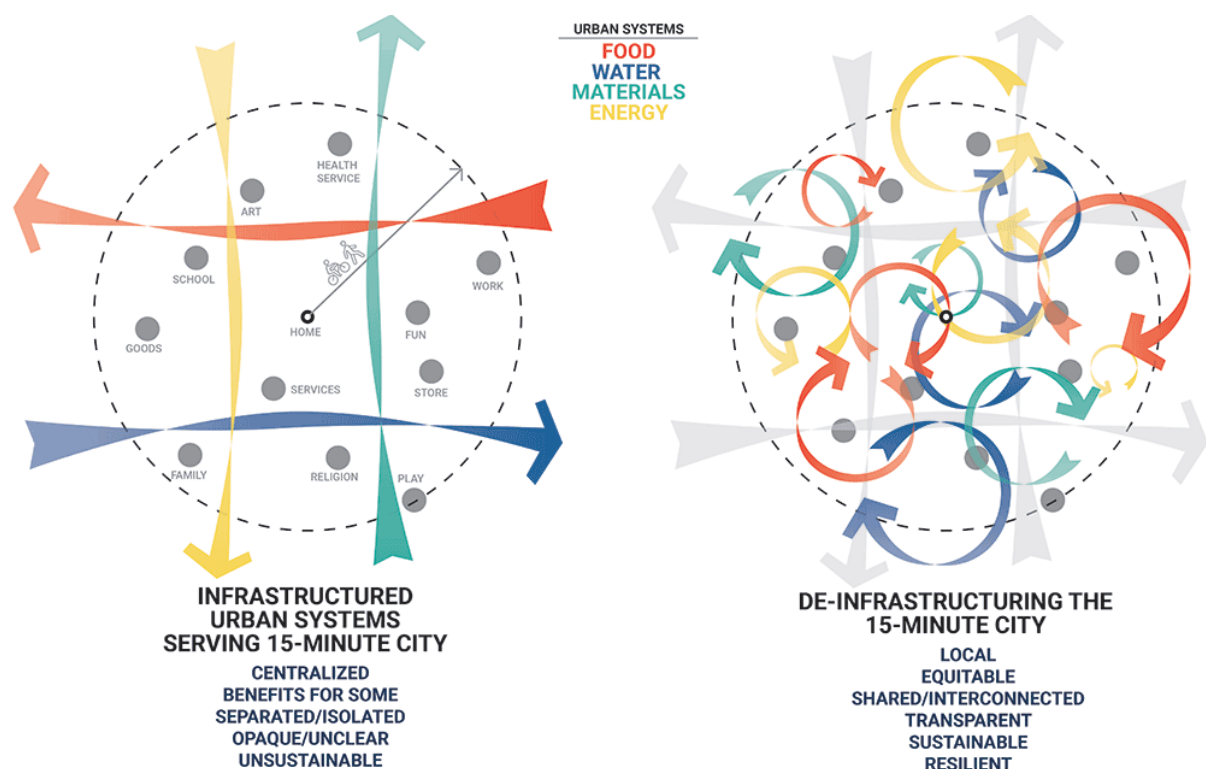 URBAN SYSTEMS
FOOD
WATER
MATERIALS
ENERGY
HEALTH
SERVICE
ART
SCHOOL
WORK
HOME
FUN
GOODS
SERVICES
STORE
FAMILY
RELIGION
PLAY
INFRASTRUCTURED
URBAN SYSTEMS
SERVING 15-MINUTE CITY
CENTRALIZED
BENEFITS FOR SOME
SEPARATED/ISOLATED
OPAQUE/UNCLEAR
UNSUSTAINABLE
DE-INFRASTRUCTURING THE
15-MINUTE CITY
LOCAL
EQUITABLE
SHARED/INTERCONNECTED
TRANSPARENT
SUSTAINABLE
RESILIENT